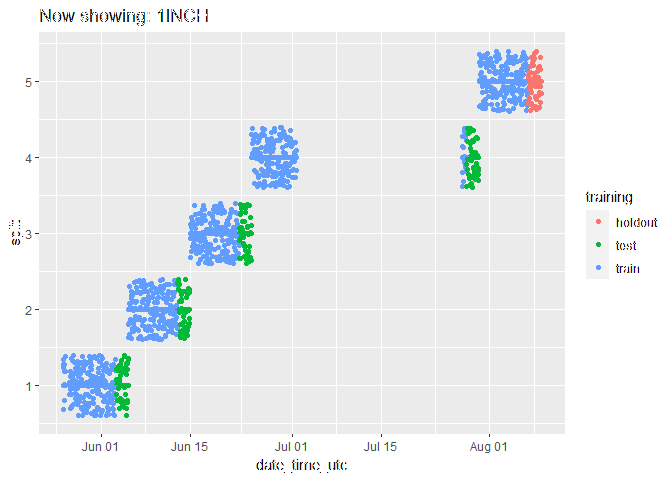 Now showing: 1INCH
5
4
3
2
1
split
Jun 01
Jun 15
Jul 01
Jul 15
Aug 01
date_time_utc
training
holdout
test
train